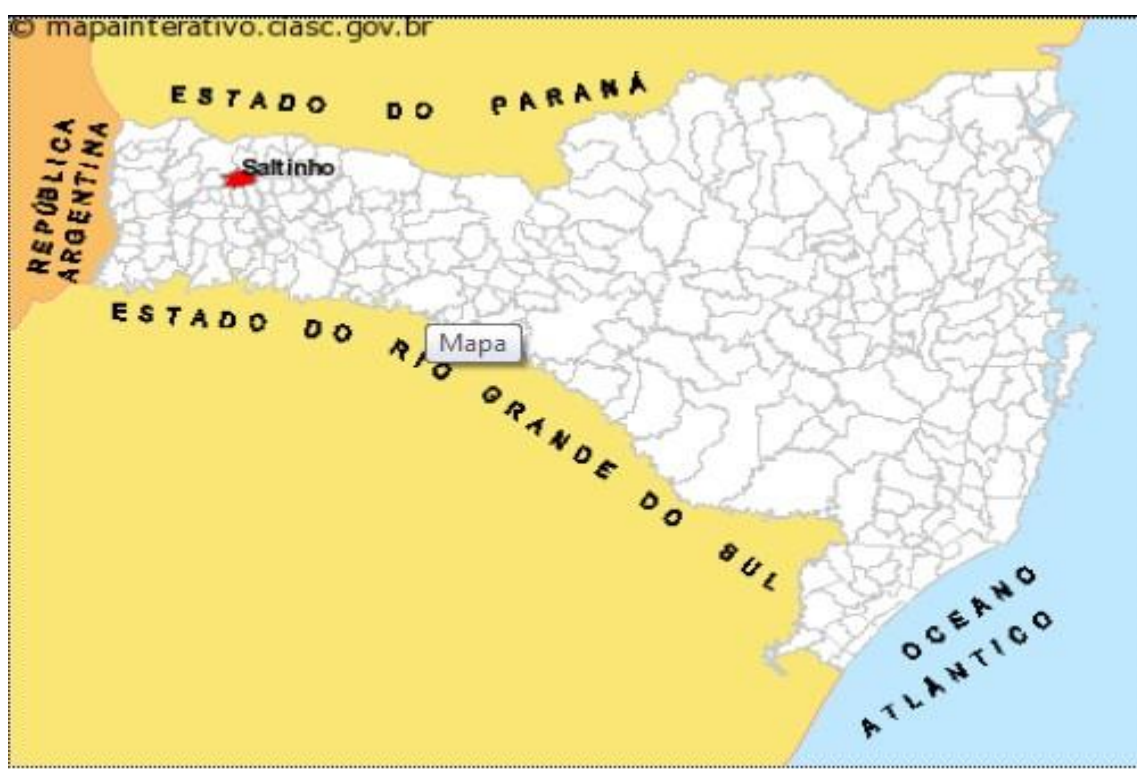 © mapainterativo.ciasc.gov.br
ESTADO DO PARANÁ
REPÚBLICA
ARGENTINA
Saltinho
ESTADO DO RIO GRANDE DO SUL
Mapa
OCEANO
ATLÂNTICO